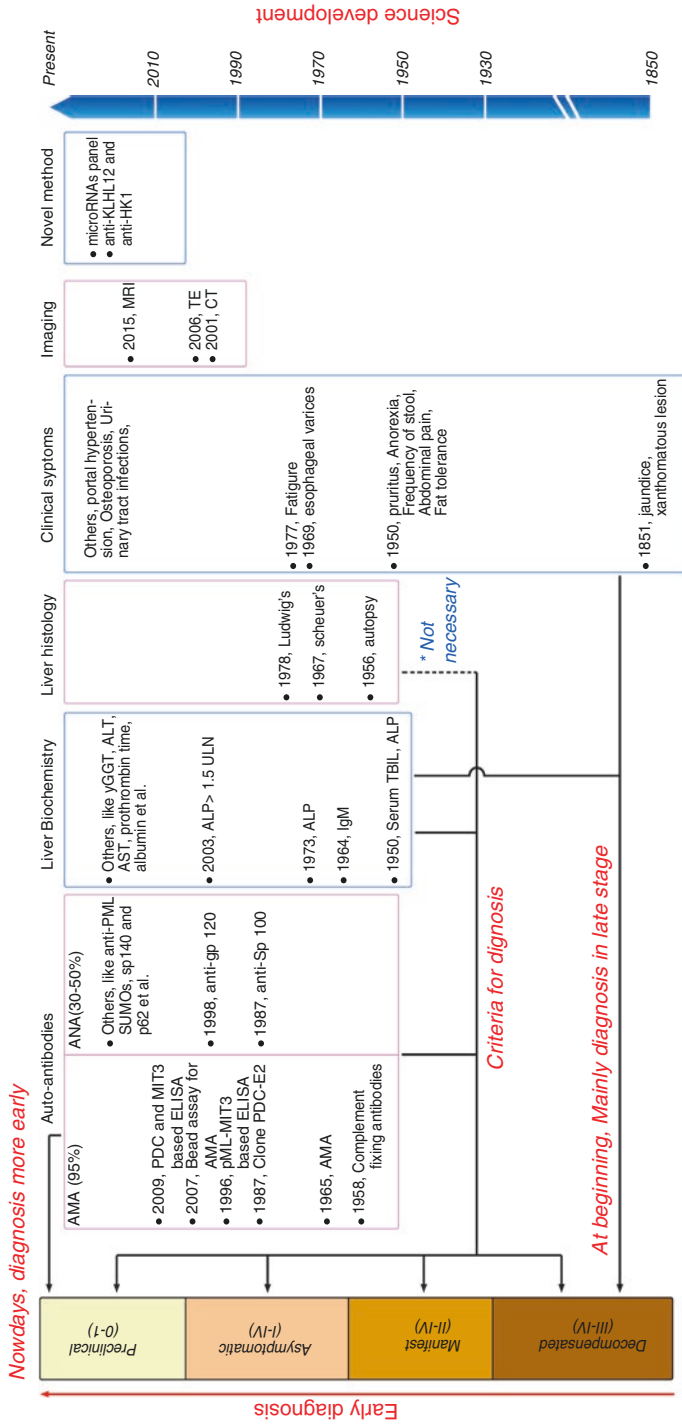 Nowdays, diagnosis more early
Early diagnosis
Preclinical
(0-1)
Asymptomatic
(I-IV)
Manifest
(II-IV)
Decompensated
(III-IV)
Auto-antibodies
AMA (95%)
• 2009, PDC and MIT3
based ELISA
• 2007, Bead assay for
AMA
• 1996, pML-MIT3
based ELISA
• 1987, Clone PDC-E2
• 1965, AMA
• 1958, Complement
fixing antibodies
ANA(30-50%)
• Others, like anti-PML
SUMOs, sp140 and
p62 et al.
• 1998, anti-gp 120
• 1987, anti-Sp 100
Liver Biochemistry
• Others, like yGGT, ALT,
AST, prothrombin time,
albumin et al.
• 2003, ALP> 1.5 ULN
• 1973, ALP
• 1964, IgM
• 1950, Serum TBIL, ALP
Liver histology
• 1978, Ludwig's
• 1967, scheuer's
• 1956, autopsy
* Not
necessary
Clinical syptoms
Others, portal hyperten-
sion, Osteoporosis, Uri-
nary tract infections,
• 1977, Fatigure
• 1969, esophageal varices
• 1950, pruritus, Anorexia,
Frequency of stool,
Abdominal pain,
Fat tolerance
• 1851, jaundice,
xanthomatous lesion
Imaging
• 2015, MRI
• 2006, TE
• 2001, CT
Novel method
• microRNAs panel
• anti-KLHL12 and
anti-HK1
Criteria for dignosis
At beginning, Mainly diagnosis in late stage
Present
2010
1990
1970
1950
1930
1850
Science development